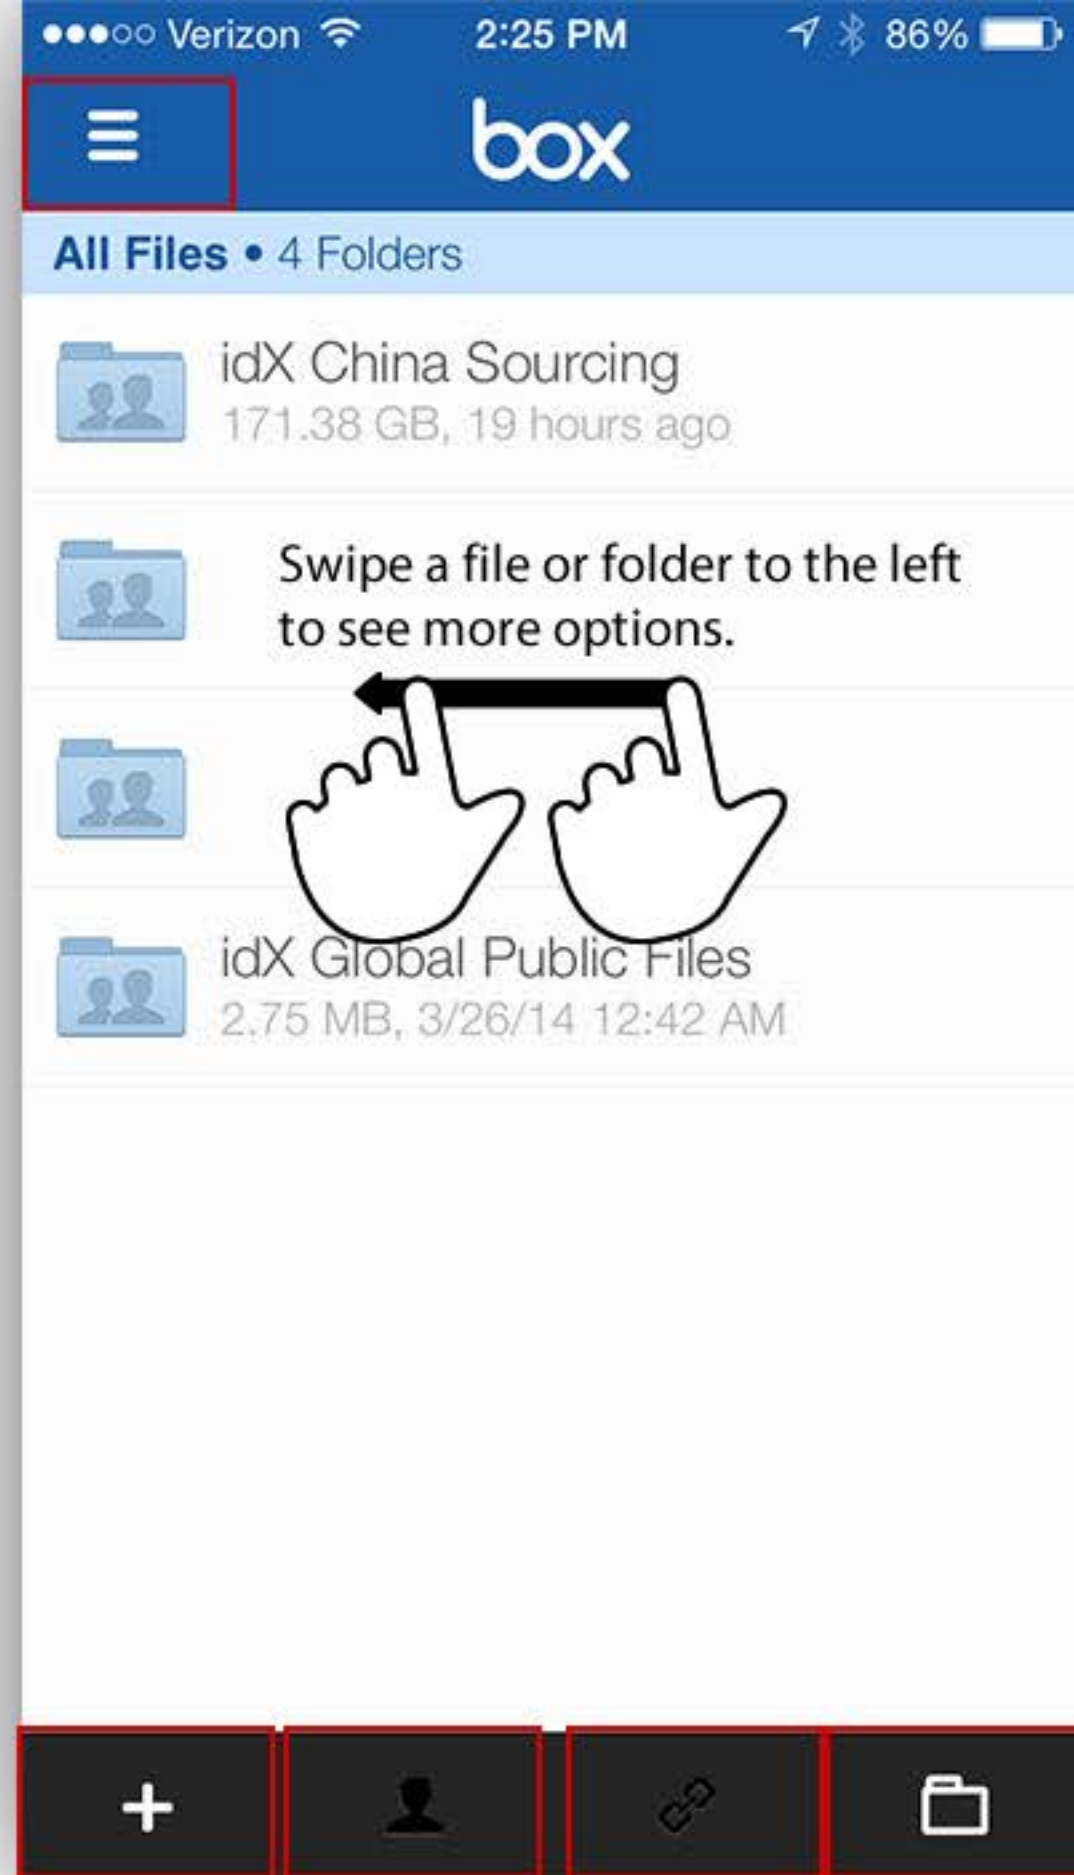 Verizon 2:25 PM 86%
box
All Files • 4 Folders
idX China Sourcing
171.38 GB, 19 hours ago
Swipe a file or folder to the left
to see more options.
idX Global Public Files
2.75 MB, 3/26/14 12:42 AM